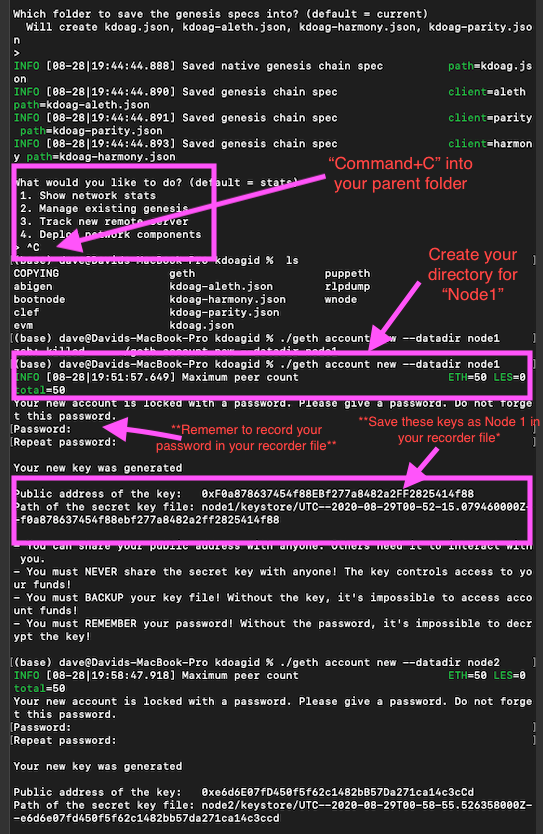 Which folder to save the genesis specs into? (default = current)
Will create kdoag.json, kdoag-aleth.json, kdoag-harmony.json, kdoag-parity.jso
n
>
INFO [08-28|19:44:44.888] Saved native genesis chain spec path=kdoag.js
on
INFO [08-28|19:44:44.890] Saved genesis chain spec client=aleth
path=kdoag-aleth.json
INFO [08-28|19:44:44.891] Saved genesis chain spec client=parity
path=kdoag-parity.json
INFO [08-28|19:44:44.893] Saved genesis chain spec client=harmon
y path=kdoag-harmony.json
“Command+C” into
your parent folder
What would you like to do? (default = stats)
1. Show network stats
2. Manage existing genesis
3. Track new remote server
4. Deploy network components
> ^C
[(base) dave@Davids-MacBook-Pro kdoagid % ls ]
COPYING geth puppeth
abigen kdoag-aleth.json rlpdump
bootnode kdoag-harmony.json wnode
clef kdoag-parity.json
evm kdoag.json
Create your
directory for
“Node1”
[(base) dave@Davids-MacBook-Pro kdoagid % ./geth account new --datadir node1 ]
[(base) dave@Davids-MacBook-Pro kdoagid % ./geth account new --datadir node1 ]
INFO [08-28|19:51:57.649] Maximum peer count ETH=50 LES=0
total=50
Your new account is locked with a password. Please give a password. Do not forge
t this password.
[Password: ]
[Repeat password: ]
**Rememer to record your
password in your recorder file**
**Save these keys as Node 1 in
your recorder file*
Your new key was generated
Public address of the key: 0xF0a878637454f88EBf277a8482a2FF2825414f88
Path of the secret key file: node1/keystore/UTC--2020-08-29T00-52-15.079460000Z-
-f0a878637454f88ebf277a8482a2ff2825414f88
- You can share your public address with anyone. Others need it to interact with
you.
- You must NEVER share the secret key with anyone! The key controls access to yo
ur funds!
- You must BACKUP your key file! Without the key, it's impossible to access acco
unt funds!
- You must REMEMBER your password! Without the password, it's impossible to decr
ypt the key!
[(base) dave@Davids-MacBook-Pro kdoagid % ./geth account new --datadir node2 ]
INFO [08-28|19:58:47.918] Maximum peer count ETH=50 LES=0
total=50
Your new account is locked with a password. Please give a password. Do not forge
t this password.
[Password: ]
[Repeat password: ]
Your new key was generated
Public address of the key: 0xe6d6E07fD450f5f62c1482bB57Da271ca14c3cCd
Path of the secret key file: node2/keystore/UTC--2020-08-29T00-58-55.526358000Z-
-e6d6e07fd450f5f62c1482bb57da271ca14c3ccd